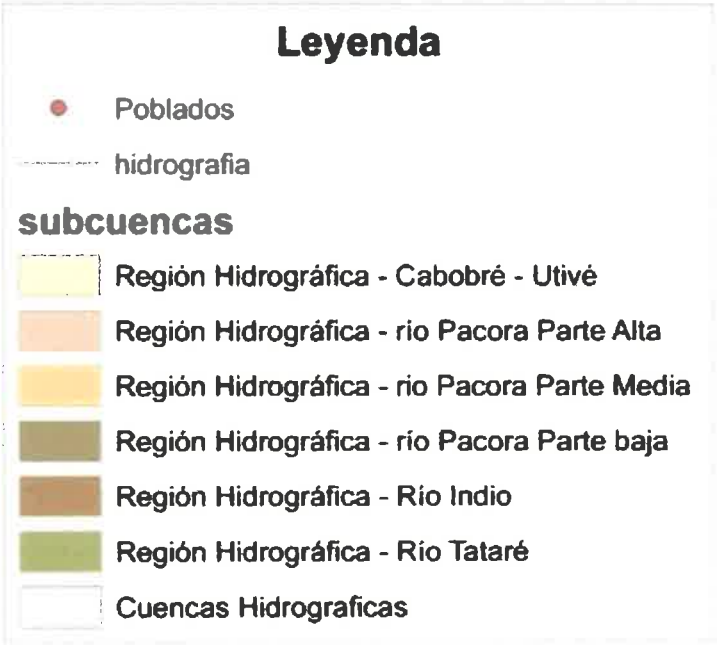 Leyenda
Poblados
hidrografia
subcuencas
Región Hidrográfica - Cabobré - Utivé
Región Hidrográfica - río Pacora Parte Alta
Región Hidrográfica - rio Pacora Parte Media
Región Hidrográfica - río Pacora Parte baja
Región Hidrográfica - Río Indio
Región Hidrográfica - Río Tataré
Cuencas Hidrograficas